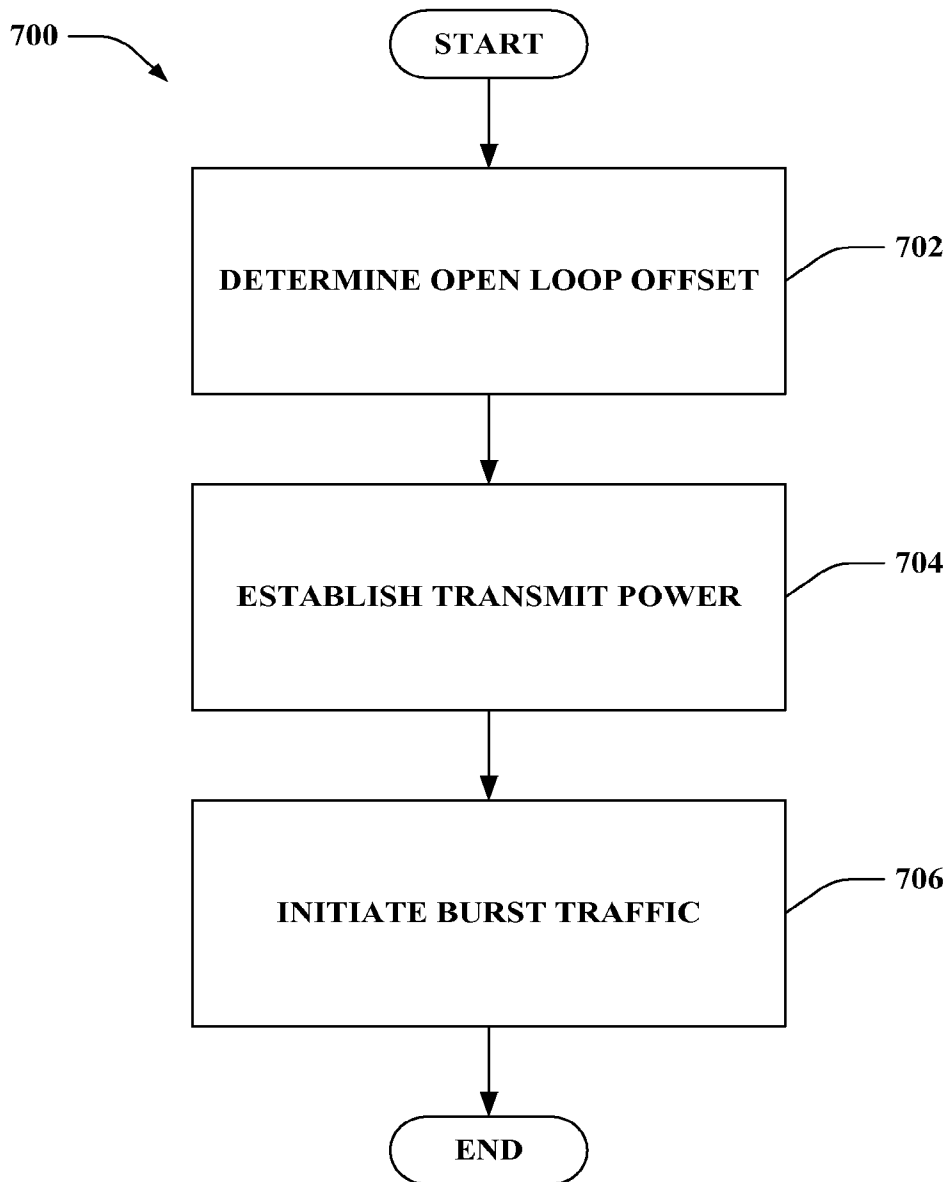 700
START
DETERMINE OPEN LOOP OFFSET
702
ESTABLISH TRANSMIT POWER
704
INITIATE BURST TRAFFIC
706
END